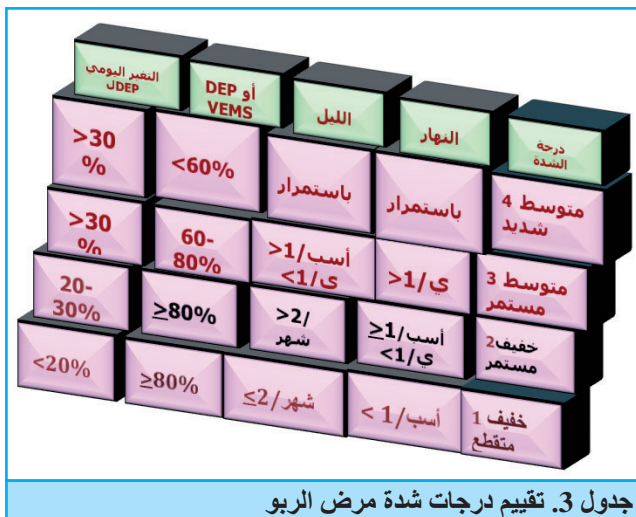 درجة
الشدة
النهار
الليل
DEP أو
VEMS
التغير اليومي
لDEP
متوسط 4
شديد
باستمرار
باستمرار
<60%
>30
%
متوسط 3
مستمر
>1/ي
>1/أسب
<1/ي
60-
80%
>30
%
خفيف2
مستمر
≥1/أسب
<1/ي
>2/
شهر
≥80%
20-
30%
خفيف 1
متقطع
< 1/أسب
≤2/شهر
≥80%
<20%
جدول 3. تقييم درجات شدة مرض الربو